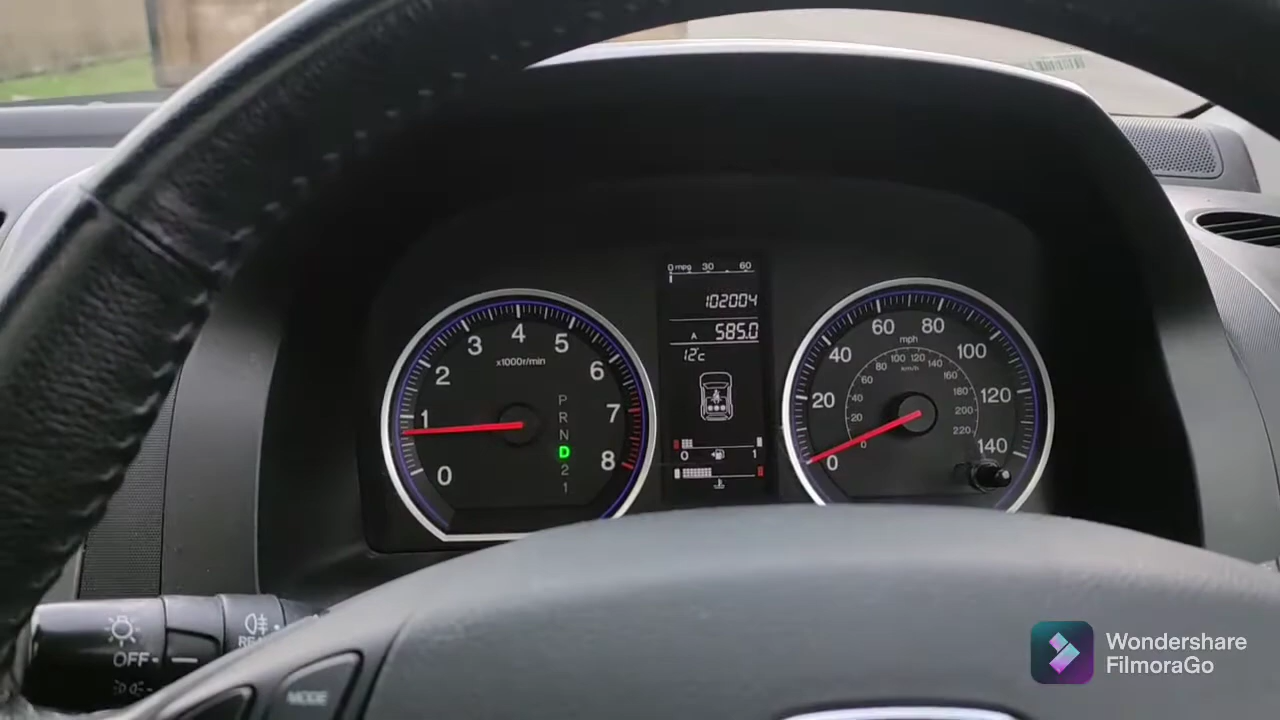 0 mpg 30 60
102004
A 585.0
12°c
0 1
0 1 2 3 4 5 6 7 8
x1000r/min
P
R
N
D
2
1
0 20 40 60 80 100 120 140
mph
0 20 40 60 80 100 120 140 160 180 200 220
km/h
OFF
MODE
Wondershare
FilmoraGo